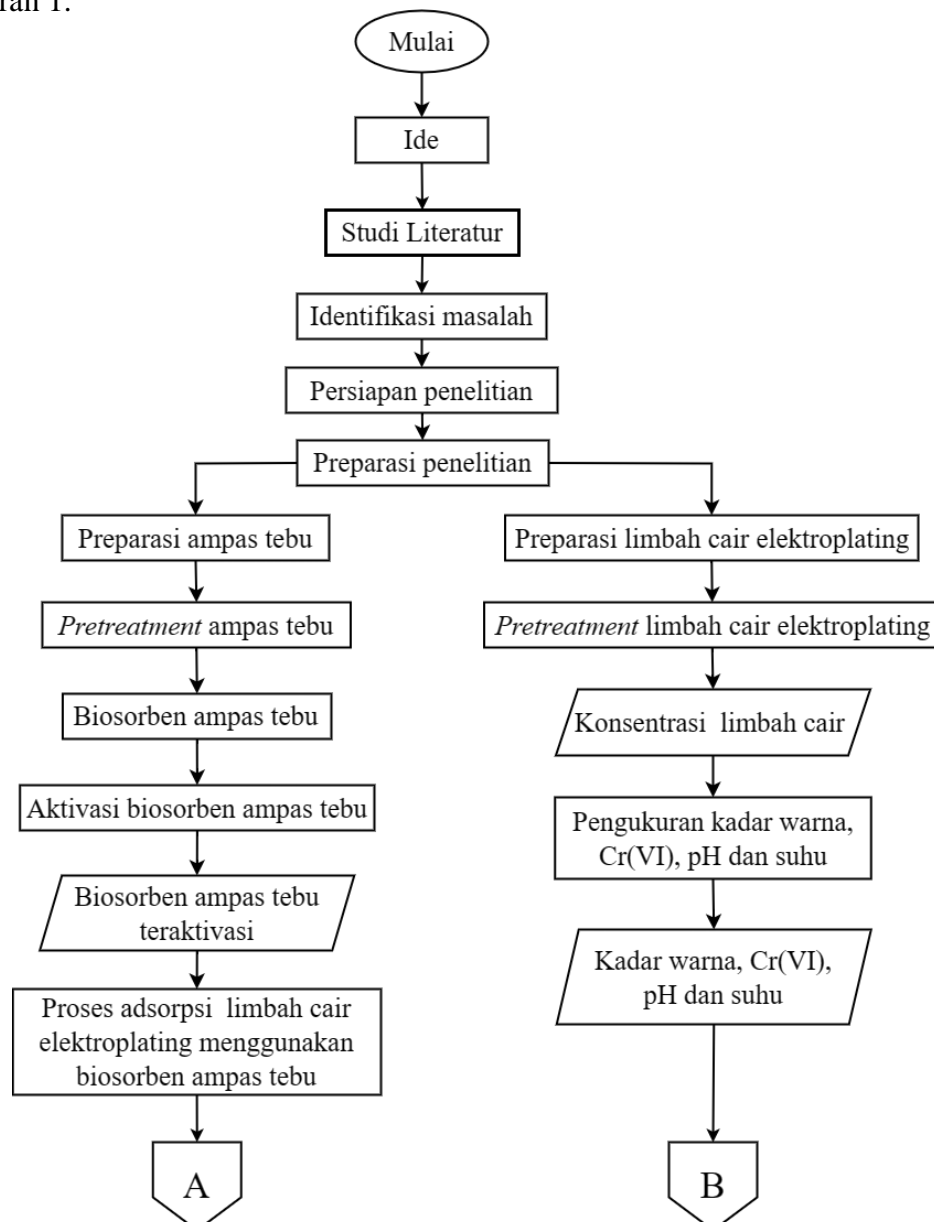 Mulai
Ide
Studi Literatur
Identifikasi masalah
Persiapan penelitian
Preparasi penelitian
Preparasi ampas tebu
Pretreatment ampas tebu
Biosorben ampas tebu
Aktivasi biosorben ampas tebu
Biosorben ampas tebu
teraktivasi
Proses adsorpsi limbah cair
elektroplating menggunakan
biosorben ampas tebu
A
Preparasi limbah cair elektroplating
Pretreatment limbah cair elektroplating
Konsentrasi limbah cair
Pengukuran kadar warna,
Cr(VI), pH dan suhu
Kadar warna, Cr(VI),
pH dan suhu
B